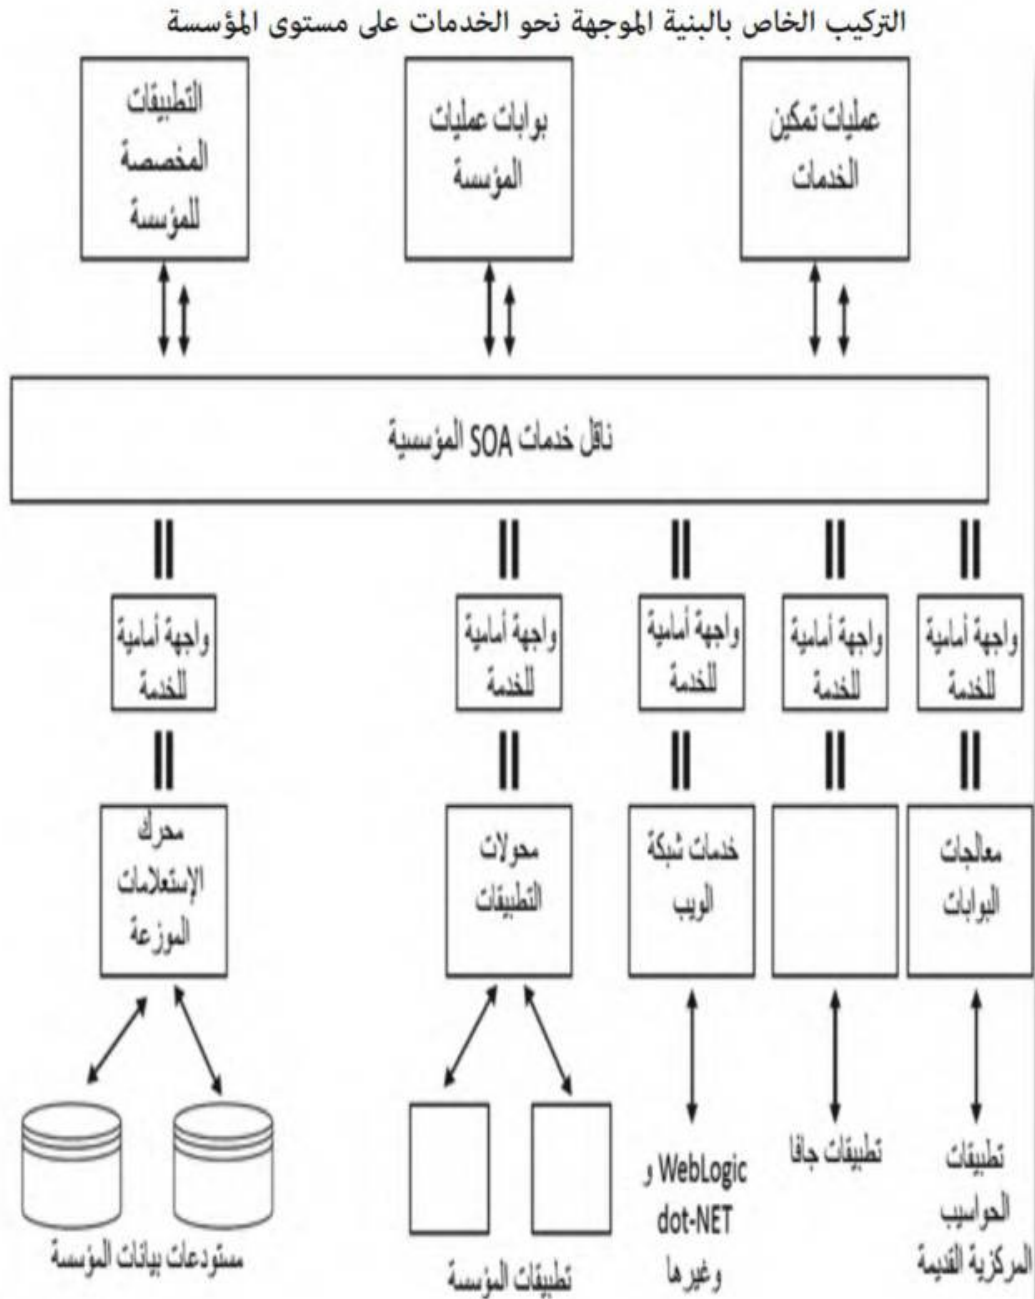 التركيب الخاص بالبنية الموجهة نحو الخدمات على مستوى المؤسسة
عمليات تمكين
الخدمات
بوابات عمليات
المؤسسة
التطبيقات
المخصصة
للمؤسسة
ناقل خدمات SOA المؤسسية
واجهة أمامية
للخدمة
واجهة أمامية
للخدمة
واجهة أمامية
للخدمة
واجهة أمامية
للخدمة
واجهة أمامية
للخدمة
معالجات
البوابات
خدمات شبكة
الويب
محولات
التطبيقات
محرك
الإستعلامات
الموزعة
تطبيقات
الحواسيب
المركزية القديمة
تطبيقات جافا
WebLogic و
dot-NET
وغيرها
تطبيقات المؤسسة
مستودعات بيانات المؤسسة